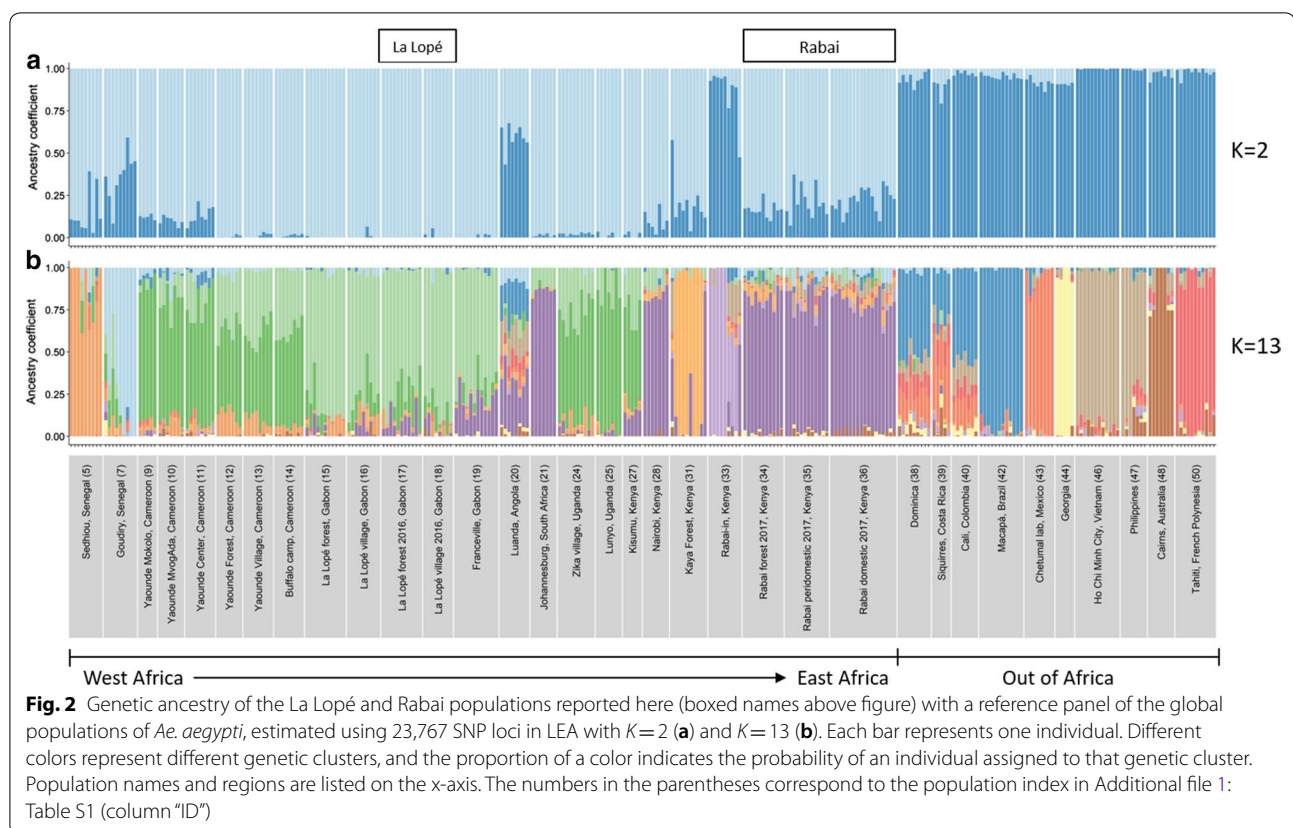 La Lopé
Rabai
a
1.00
0.75
0.50
0.25
0.00
Ancestry coefficient
K=2
b
1.00
0.75
0.50
0.25
0.00
Ancestry coefficient
K=13
Sedhiou, Senegal (5)
Goudiry, Senegal (7)
Yaounde Mokolo, Cameroon (9)
Yaounde MvogAda, Cameroon (10)
Yaounde Center, Cameroon (11)
Yaounde Forest, Cameroon (12)
Yaounde Village, Cameroon (13)
Buffalo camp, Cameroon (14)
La Lopé forest, Gabon (15)
La Lopé village, Gabon (16)
La Lopé forest 2016, Gabon (17)
La Lopé village 2016, Gabon (18)
Franceville, Gabon (19)
Luanda, Angola (20)
Johannesburg, South Africa (21)
Zika village, Uganda (24)
Lunyo, Uganda (25)
Kisumu, Kenya (27)
Nairobi, Kenya (28)
Kaya Forest, Kenya (31)
Rabai-in, Kenya (33)
Rabai forest 2017, Kenya (34)
Rabai peridomestic 2017, Kenya (35)
Rabai domestic 2017, Kenya (36)
Dominica (38)
Siquirres, Costa Rica (39)
Cali, Colombia (40)
Macapá, Brazil (42)
Chetumal lab, Mexico (43)
Georgia (44)
Ho Chi Minh City, Vietnam (46)
Philippines (47)
Cairns, Australia (48)
Tahiti, French Polynesia (50)
West Africa
East Africa
Out of Africa
Fig. 2 Genetic ancestry of the La Lopé and Rabai populations reported here (boxed names above figure) with a reference panel of the global
populations of Ae. aegypti, estimated using 23,767 SNP loci in LEA with K = 2 (a) and K = 13 (b). Each bar represents one individual. Different
colors represent different genetic clusters, and the proportion of a color indicates the probability of an individual assigned to that genetic cluster.
Population names and regions are listed on the x-axis. The numbers in the parentheses correspond to the population index in Additional file 1:
Table S1 (column “ID”)